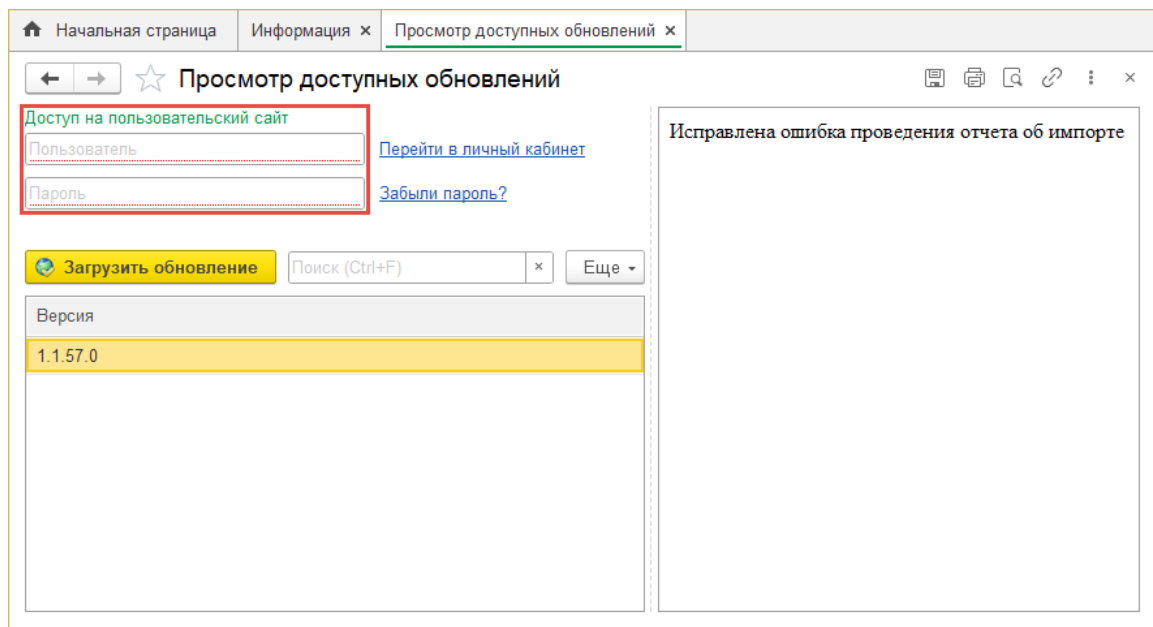 Начальная страница
Информация ×
Просмотр доступных обновлений ×
Просмотр доступных обновлений
Доступ на пользовательский сайт
Пользователь
Перейти в личный кабинет
Пароль
Забыли пароль?
Загрузить обновление
Поиск (Ctrl+F)
×
Еще
Версия
1.1.57.0
Исправлена ошибка проведения отчета об импорте